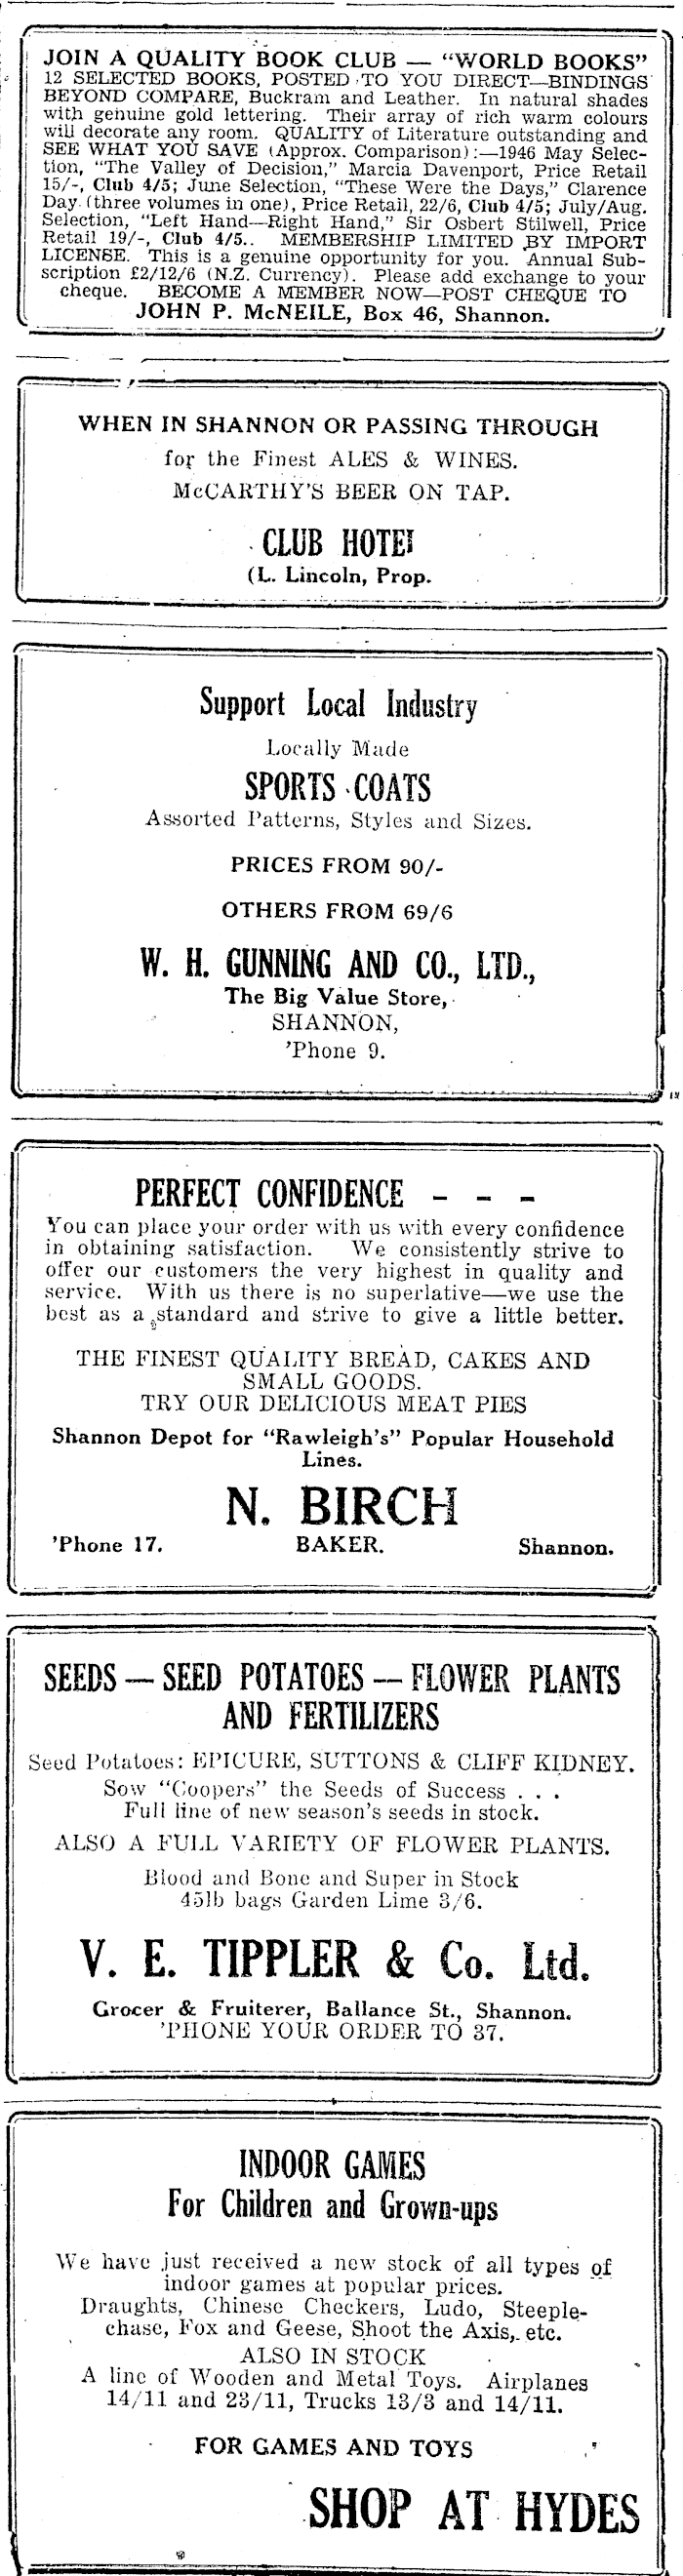 JOIN A QUALITY BOOK CLUB — "WORLD BOOKS"
12 SELECTED BOOKS, POSTED TO YOU DIRECT—BINDINGS
BEYOND COMPARE, Buckram and Leather. In natural shades
with genuine gold lettering. Their array of rich warm colours
will decorate any room. QUALITY of Literature outstanding and
SEE WHAT YOU SAVE (Approx. Comparison):—1946 May Selec-
tion, "The Valley of Decision," Marcia Davenport, Price Retail
15/-, Club 4/5; June Selection, "These Were the Days," Clarence
Day (three volumes in one), Price Retail, 22/6, Club 4/5; July/Aug.
Selection, "Left Hand—Right Hand," Sir Osbert Stilwell, Price
Retail 19/-, Club 4/5.. MEMBERSHIP LIMITED BY IMPORT
LICENSE. This is a genuine opportunity for you. Annual Sub-
scription £2/12/6 (N.Z. Currency). Please add exchange to your
cheque. BECOME A MEMBER NOW—POST CHEQUE TO
JOHN P. McNEILE, Box 46, Shannon.
WHEN IN SHANNON OR PASSING THROUGH
for the Finest ALES & WINES.
McCARTHY'S BEER ON TAP.
CLUB HOTEL
(L. Lincoln, Prop.
Support Local Industry
Locally Made
SPORTS COATS
Assorted Patterns, Styles and Sizes.
PRICES FROM 90/-
OTHERS FROM 69/6
W. H. GUNNING AND CO., LTD.,
The Big Value Store,
SHANNON,
'Phone 9.
PERFECT CONFIDENCE - - -
You can place your order with us with every confidence
in obtaining satisfaction. We consistently strive to
offer our customers the very highest in quality and
service. With us there is no superlative—we use the
best as a standard and strive to give a little better.
THE FINEST QUALITY BREAD, CAKES AND
SMALL GOODS.
TRY OUR DELICIOUS MEAT PIES
Shannon Depot for "Rawleigh's" Popular Household
Lines.
N. BIRCH
'Phone 17. BAKER. Shannon.
SEEDS — SEED POTATOES — FLOWER PLANTS
AND FERTILIZERS
Seed Potatoes: EPICURE, SUTTONS & CLIFF KIDNEY.
Sow "Coopers" the Seeds of Success . . .
Full line of new season's seeds in stock.
ALSO A FULL VARIETY OF FLOWER PLANTS.
Blood and Bone and Super in Stock
45lb bags Garden Lime 3/6.
V. E. TIPPLER & Co. Ltd.
Grocer & Fruiterer, Ballance St., Shannon.
'PHONE YOUR ORDER TO 37.
INDOOR GAMES
For Children and Grown-ups
We have just received a new stock of all types of
indoor games at popular prices.
Draughts, Chinese Checkers, Ludo, Steeple-
chase, Fox and Geese, Shoot the Axis, etc.
ALSO IN STOCK
A line of Wooden and Metal Toys. Airplanes
14/11 and 23/11, Trucks 13/3 and 14/11.
FOR GAMES AND TOYS
SHOP AT HYDES